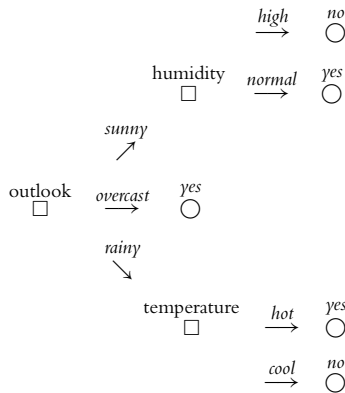 high no
humidity normal yes
sunny
outlook overcast yes
rainy
temperature hot yes
cool no